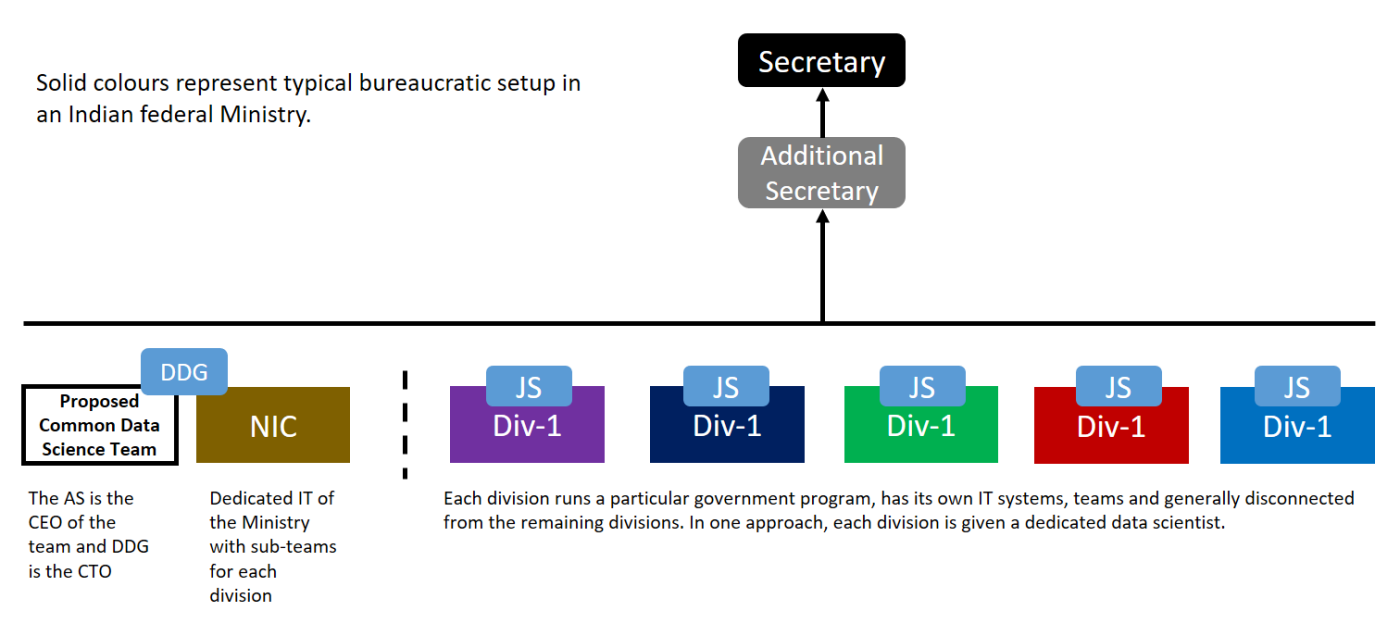 Solid colours represent typical bureaucratic setup in
an Indian federal Ministry.
Secretary
Additional
Secretary
DDG
Proposed
Common Data
Science Team
NIC
JS
Div-1
JS
Div-1
JS
Div-1
JS
Div-1
JS
Div-1
The AS is the
CEO of the
team and DDG
is the CTO
Dedicated IT of
the Ministry
with sub-teams
for each
division
Each division runs a particular government program, has its own IT systems, teams and generally disconnected
from the remaining divisions. In one approach, each division is given a dedicated data scientist.